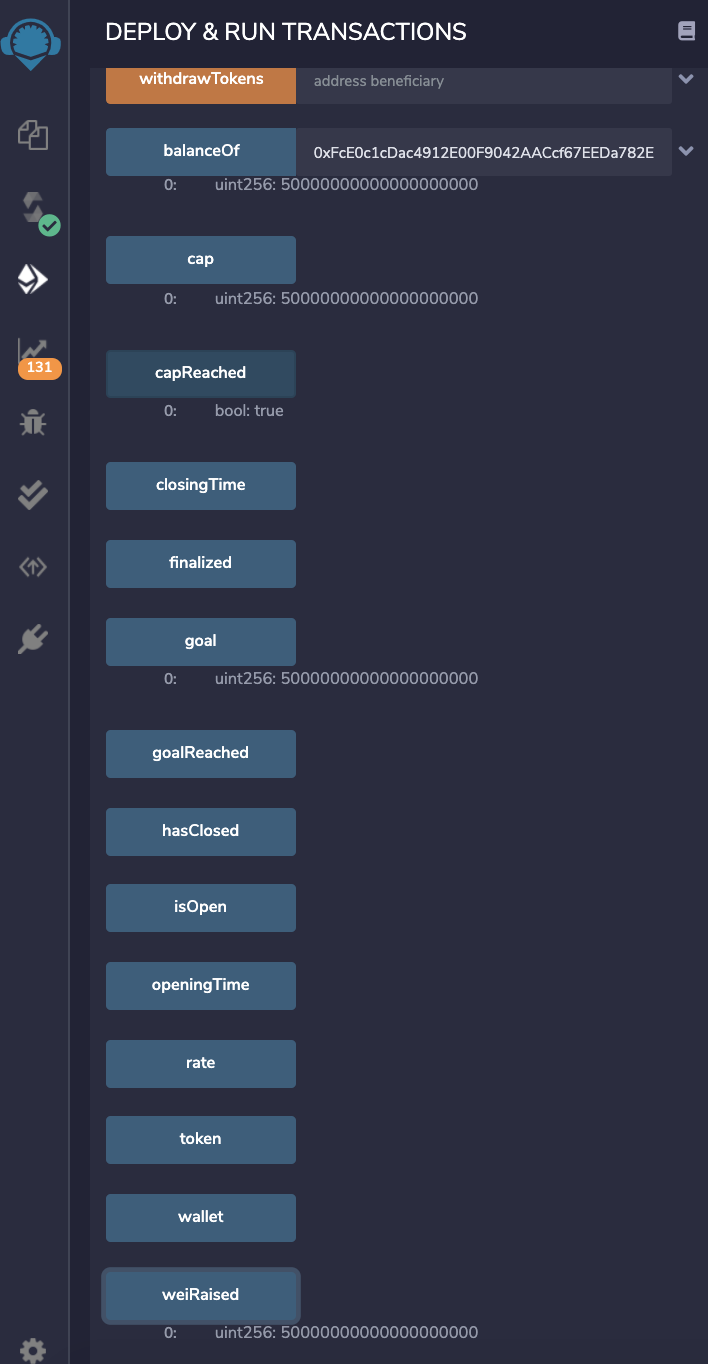 DEPLOY & RUN TRANSACTIONS
withdrawTokens address beneficiary
balanceOf 0xFcE0c1cDac4912E00F9042AACcf67EEDa782E
0: uint256: 50000000000000000000
cap
0: uint256: 50000000000000000000
capReached
131
0: bool: true
closingTime
finalized
goal
0: uint256: 50000000000000000000
goalReached
hasClosed
isOpen
openingTime
rate
token
wallet
weiRaised
0: uint256: 50000000000000000000